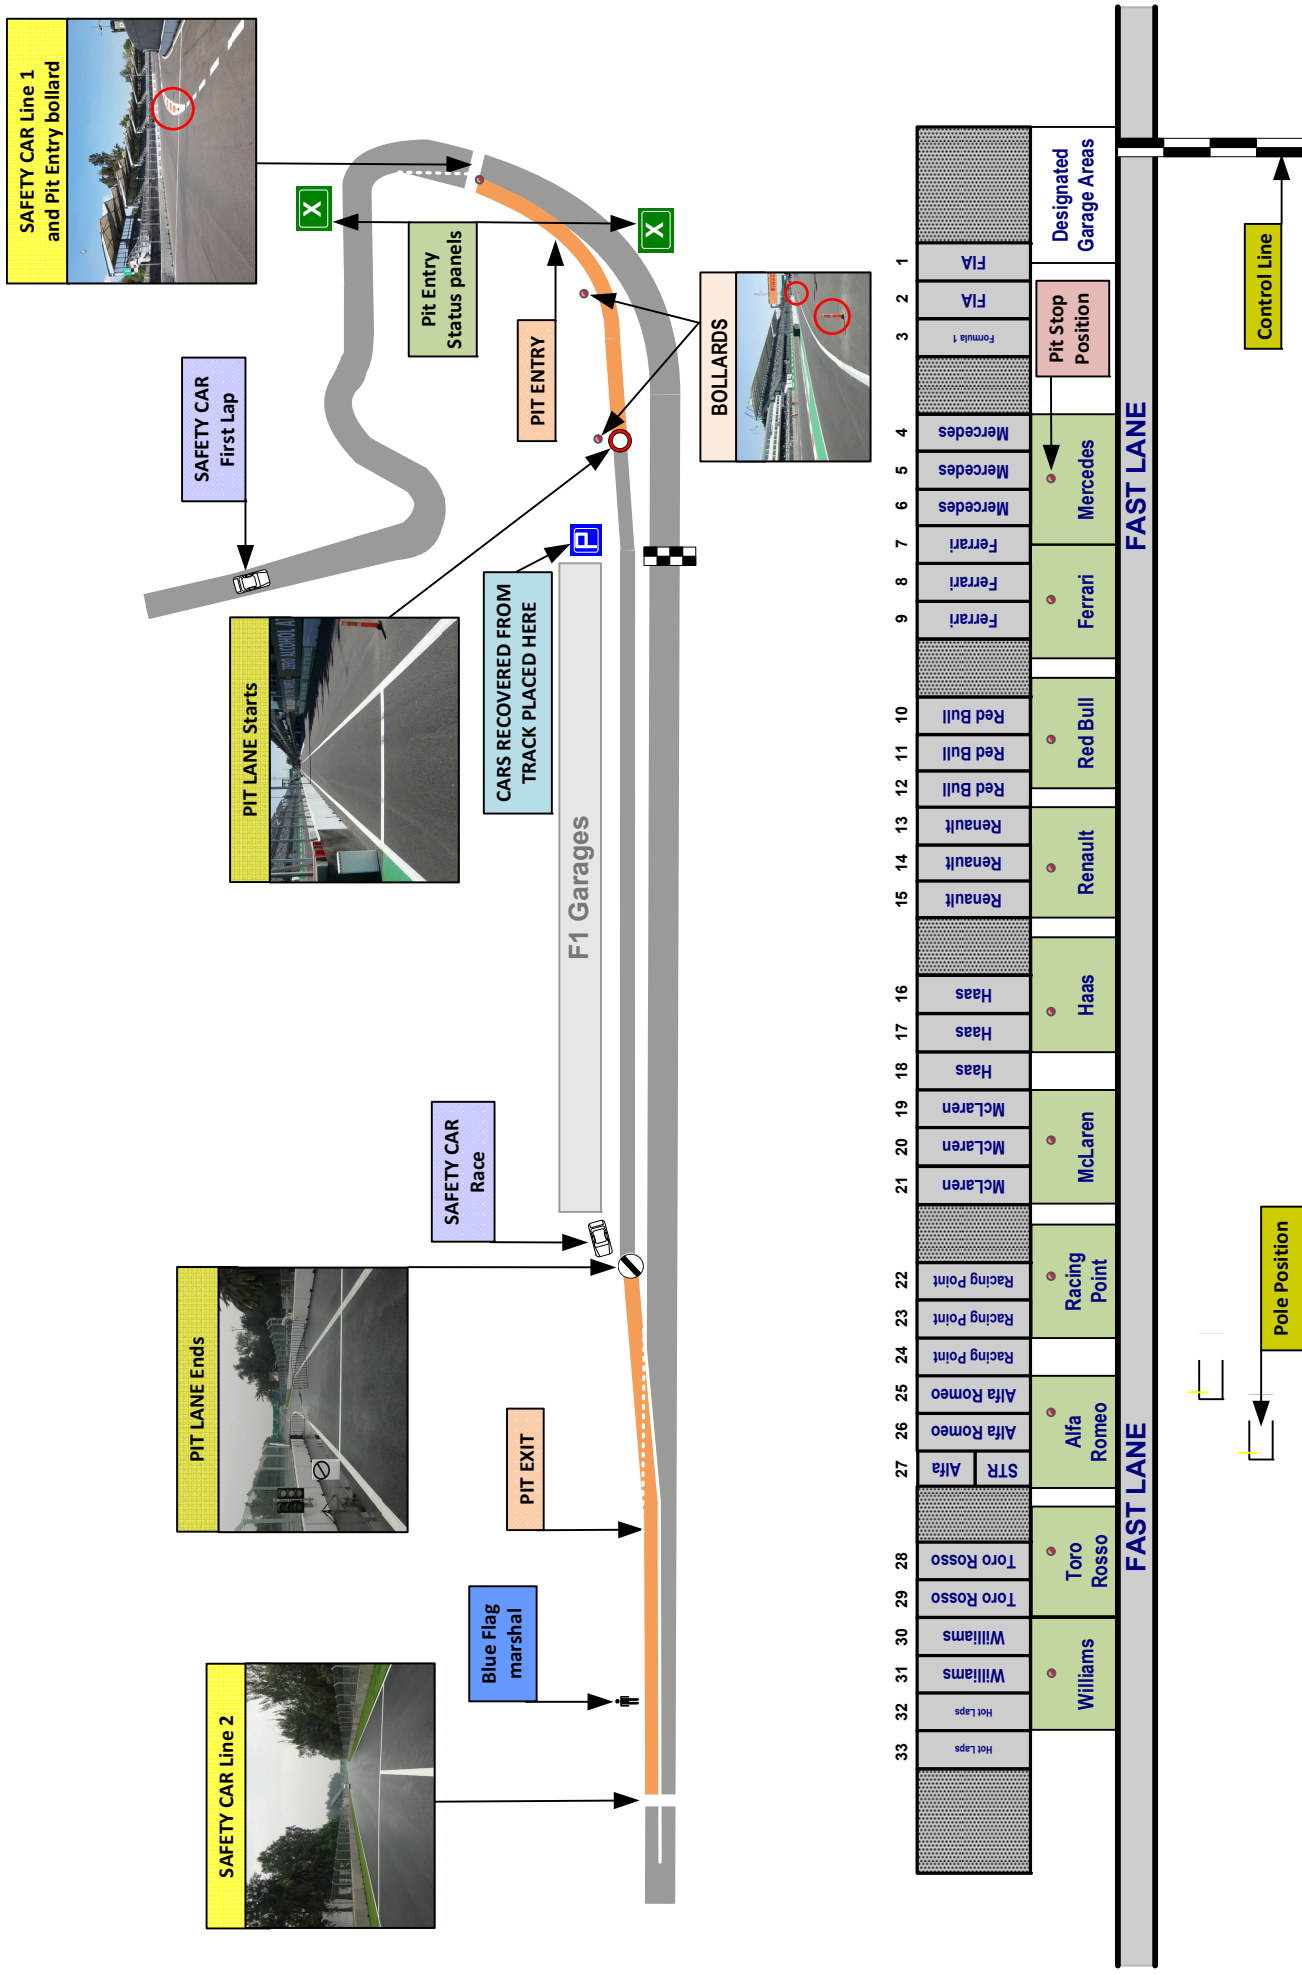 SAFETY CAR Line 1
and Pit Entry bollard
SAFETY CAR
First Lap
X
X
Pit Entry
Status panels
PIT ENTRY
BOLLARDS
PIT LANE Starts
ZERO ALCOHOL A
CARS RECOVERED FROM
TRACK PLACED HERE
P
F1 Garages
SAFETY CAR
Race
PIT LANE Ends
PIT EXIT
Blue Flag
marshal
SAFETY CAR Line 2
Designated
Garage Areas
Control Line
Pit Stop
Position
1 FIA
2 FIA
3 Formula 1
4 Mercedes
5 Mercedes
6 Mercedes
7 Ferrari
8 Ferrari
9 Ferrari
10 Red Bull
11 Red Bull
12 Red Bull
13 Renault
14 Renault
15 Renault
16 Haas
17 Haas
18 Haas
19 McLaren
20 McLaren
21 McLaren
22 Racing Point
23 Racing Point
24 Racing Point
25 Alfa Romeo
26 Alfa Romeo
27 Alfa STR
28 Toro Rosso
29 Toro Rosso
30 Williams
31 Williams
32 Hot Laps
33 Hot Laps
Mercedes
Ferrari
Red Bull
Renault
Haas
McLaren
Racing
Point
Alfa
Romeo
Toro
Rosso
Williams
FAST LANE
FAST LANE
Pole Position